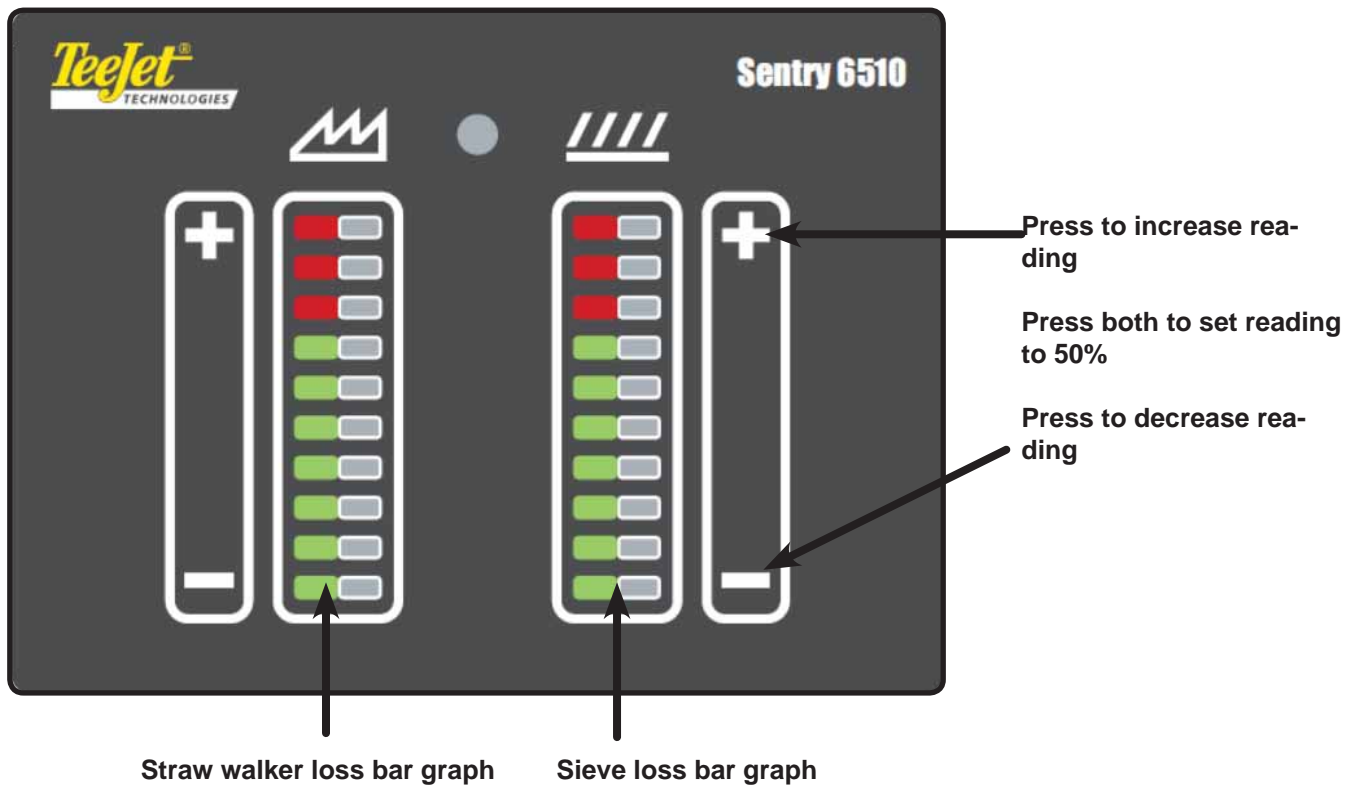 TeeJet®
TECHNOLOGIES
Sentry 6510
Press to increase rea-
ding
Press both to set reading
to 50%
Press to decrease rea-
ding
Straw walker loss bar graph
Sieve loss bar graph